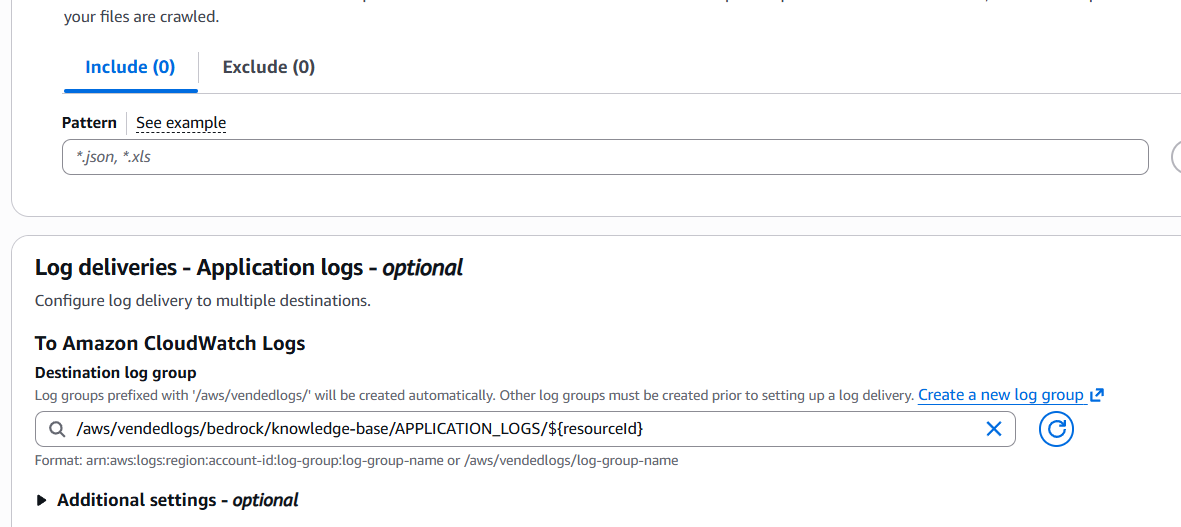 your files are crawled.
Include (0)
Exclude (0)
Pattern
See example
*.json, *.xls
Log deliveries - Application logs - optional
Configure log delivery to multiple destinations.
To Amazon CloudWatch Logs
Destination log group
Log groups prefixed with '/aws/vendedlogs/' will be created automatically. Other log groups must be created prior to setting up a log delivery. Create a new log group
/aws/vendedlogs/bedrock/knowledge-base/APPLICATION_LOGS/${resourceId}
Format: arn:aws:logs:region:account-id:log-group:log-group-name or /aws/vendedlogs/log-group-name
Additional settings - optional